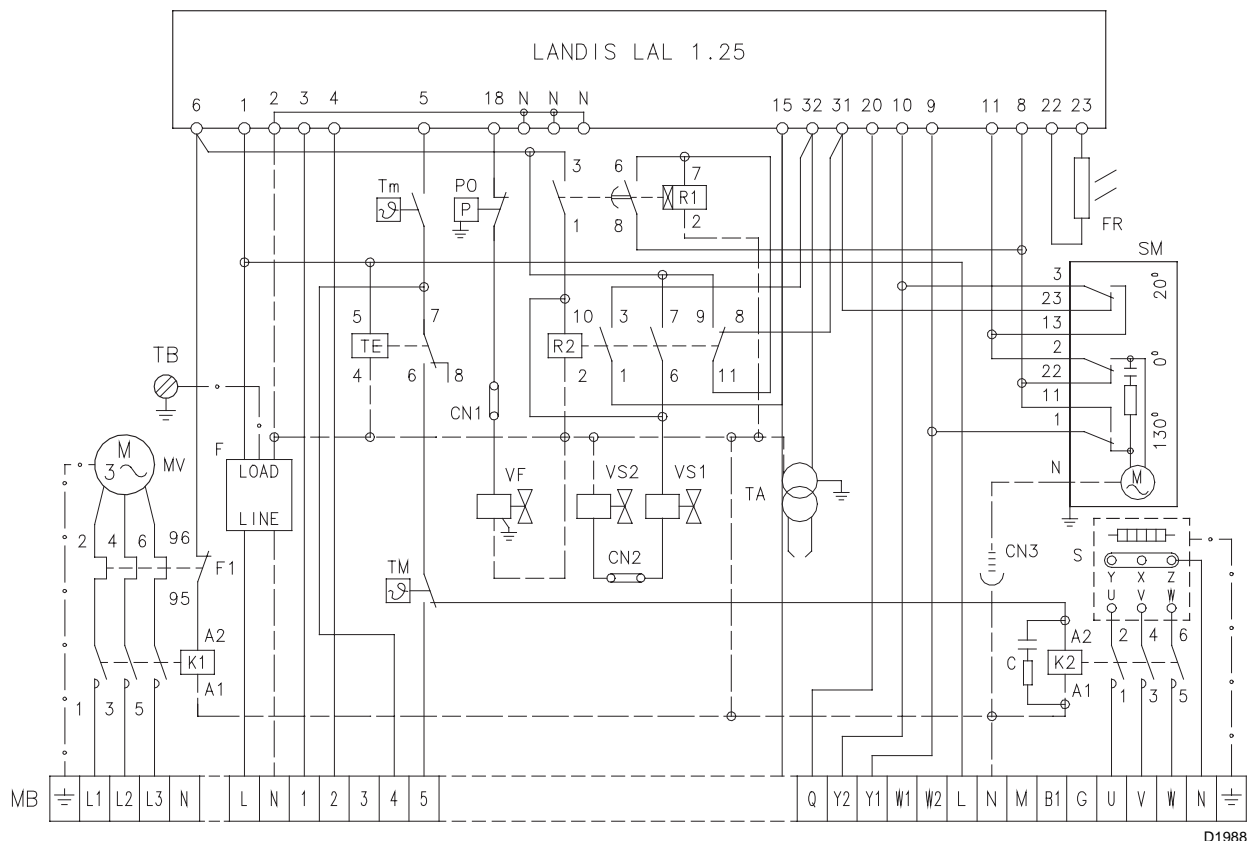 LANDIS LAL 1.25
6 1 2 3 4 5 18 N N N 15 32 31 20 10 9 11 8 22 23
3 6 7
Tm PO
P R1
1 8 2
FR
SM
3 20°
23
13
5 7 10 3 7 9 8
TE R2
4 6 8 2 1 6 11
2 0°
22
11
1 130°
N M
TB
CN1
M
3
MV
F
LOAD
LINE
VF VS2 VS1
TA
CN2
CN3
S
Y X Z
U V W
2 4 6 96
F1
95
TM
A2
K1
A1
1 3 5
C
A2
K2
A1
2 4 6
1 3 5
MB L1 L2 L3 N L N 1 2 3 4 5 Q Y2 Y1 W1 W2 L N M B1 G U V W N
D1988